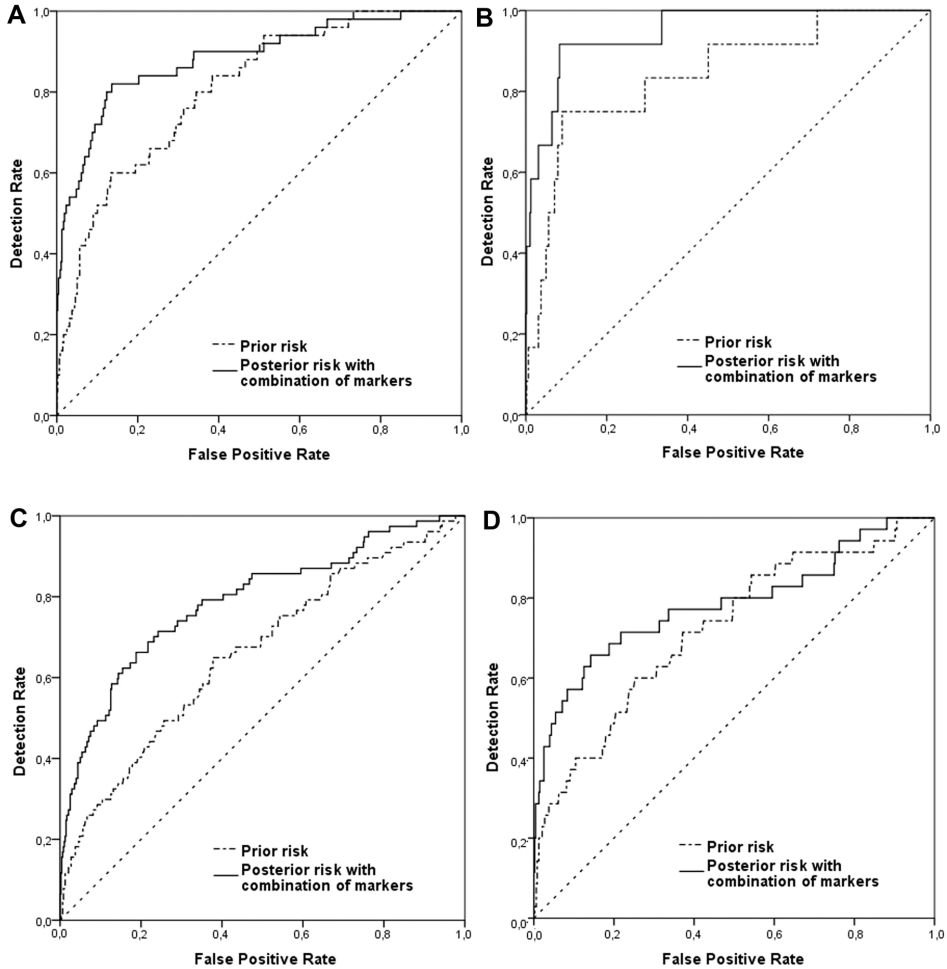 A
1,0
0,8
0,6
0,4
0,2
0,0
Detection Rate
Prior risk
Posterior risk with
combination of markers
0,0 0,2 0,4 0,6 0,8 1,0
False Positive Rate
B
1,0
0,8
0,6
0,4
0,2
0,0
Detection Rate
Prior risk
Posterior risk with
combination of markers
0,0 0,2 0,4 0,6 0,8 1,0
False Positive Rate
C
1,0
0,8
0,6
0,4
0,2
0,0
Detection Rate
Prior risk
Posterior risk with
combination of markers
0,0 0,2 0,4 0,6 0,8 1,0
False Positive Rate
D
1,0
0,8
0,6
0,4
0,2
0,0
Detection Rate
Prior risk
Posterior risk with
combination of markers
0,0 0,2 0,4 0,6 0,8 1,0
False Positive Rate